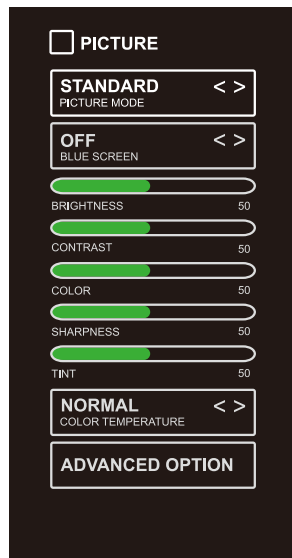 PICTURE
STANDARD < >
PICTURE MODE
OFF < >
BLUE SCREEN
BRIGHTNESS 50
CONTRAST 50
COLOR 50
SHARPNESS 50
TINT 50
NORMAL < >
COLOR TEMPERATURE
ADVANCED OPTION